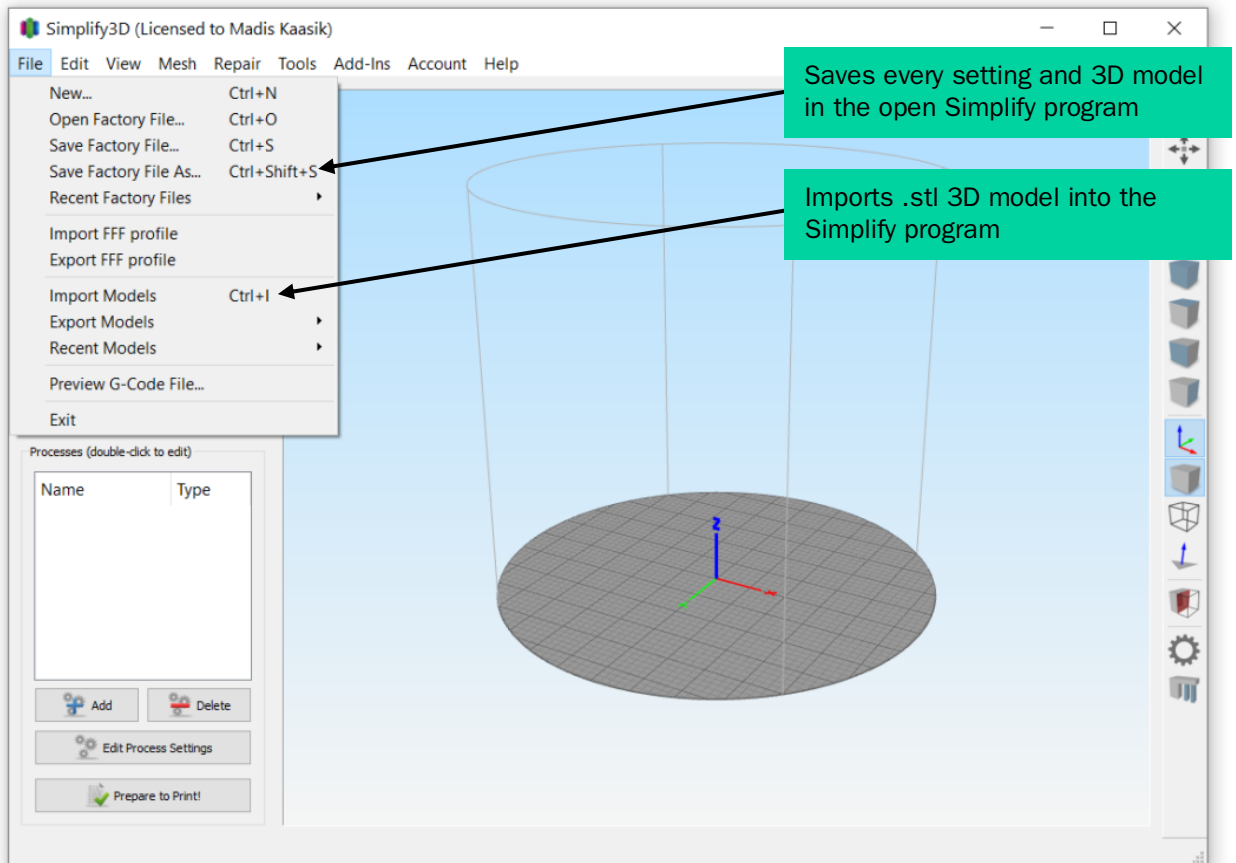 Simplify3D (Licensed to Madis Kaasik)
File Edit View Mesh Repair Tools Add-Ins Account Help
Saves every setting and 3D model
in the open Simplify program
New... Ctrl+N
Open Factory File... Ctrl+O
Save Factory File... Ctrl+S
Save Factory File As... Ctrl+Shift+S
Recent Factory Files
Imports .stl 3D model into the
Simplify program
Import FFF profile
Export FFF profile
Import Models Ctrl+I
Export Models
Recent Models
Preview G-Code File...
Exit
Processes (double-click to edit)
Name Type
Z
X
Y
Add Delete
Edit Process Settings
Prepare to Print!